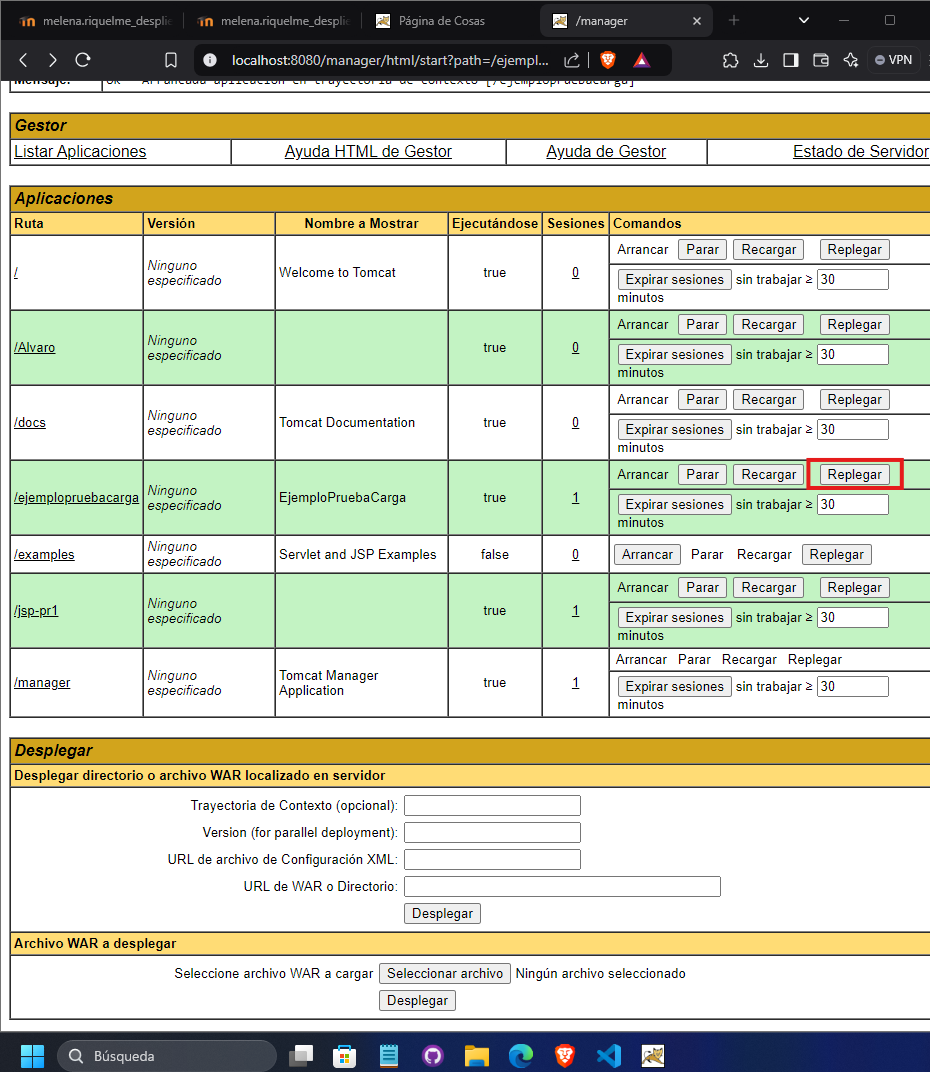 melena.riquelme_desplie
melena.riquelme_desplie
Página de Cosas
/manager
localhost:8080/manager/html/start?path=/ejempl...
VPN
Mensaje:
OK - Arrancada aplicación en trayectoria de contexto [/ejemplopruebacarga]
Gestor
Listar Aplicaciones Ayuda HTML de Gestor Ayuda de Gestor Estado de Servidor
Aplicaciones
Ruta Versión Nombre a Mostrar Ejecutándose Sesiones Comandos
/ Ninguno especificado Welcome to Tomcat true 0
Arrancar Parar Recargar Replegar
Expirar sesiones sin trabajar ≥ 30
minutos
/Alvaro Ninguno especificado true 0
Arrancar Parar Recargar Replegar
Expirar sesiones sin trabajar ≥ 30
minutos
/docs Ninguno especificado Tomcat Documentation true 0
Arrancar Parar Recargar Replegar
Expirar sesiones sin trabajar ≥ 30
minutos
/ejemplopruebacarga Ninguno especificado EjemploPruebaCarga true 1
Arrancar Parar Recargar Replegar
Expirar sesiones sin trabajar ≥ 30
minutos
/examples Ninguno especificado Servlet and JSP Examples false 0
Arrancar Parar Recargar Replegar
/jsp-pr1 Ninguno especificado true 1
Arrancar Parar Recargar Replegar
Expirar sesiones sin trabajar ≥ 30
minutos
/manager Ninguno especificado Tomcat Manager Application true 1
Arrancar Parar Recargar Replegar
Expirar sesiones sin trabajar ≥ 30
minutos
Desplegar
Desplegar directorio o archivo WAR localizado en servidor
Trayectoria de Contexto (opcional):
Version (for parallel deployment):
URL de archivo de Configuración XML:
URL de WAR o Directorio:
Desplegar
Archivo WAR a desplegar
Seleccione archivo WAR a cargar Seleccionar archivo Ningún archivo seleccionado
Desplegar
Búsqueda